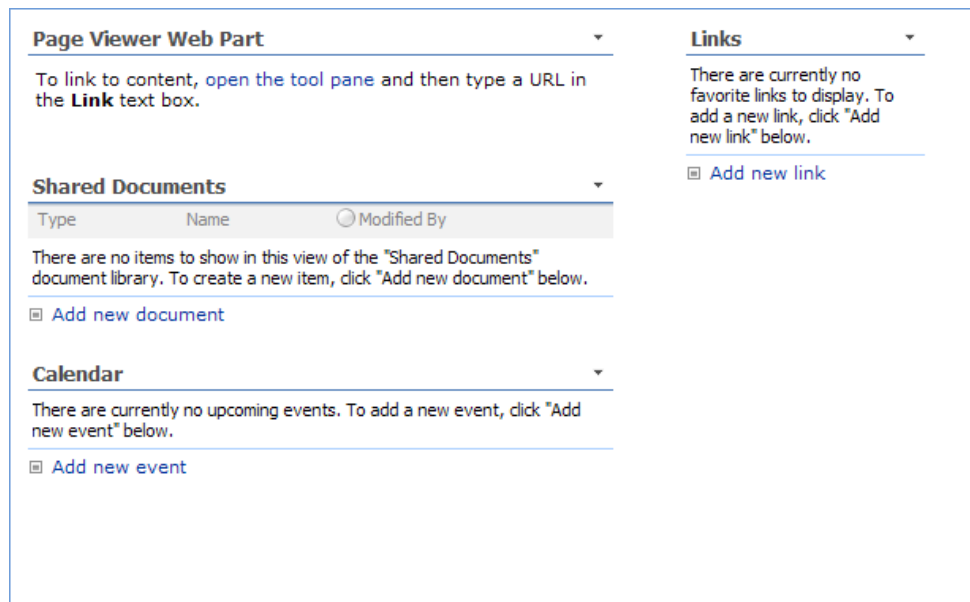 Page Viewer Web Part
To link to content, open the tool pane and then type a URL in
the Link text box.
Shared Documents
Type Name Modified By
There are no items to show in this view of the "Shared Documents"
document library. To create a new item, click "Add new document" below.
Add new document
Calendar
There are currently no upcoming events. To add a new event, click "Add
new event" below.
Add new event
Links
There are currently no
favorite links to display. To
add a new link, click "Add
new link" below.
Add new link